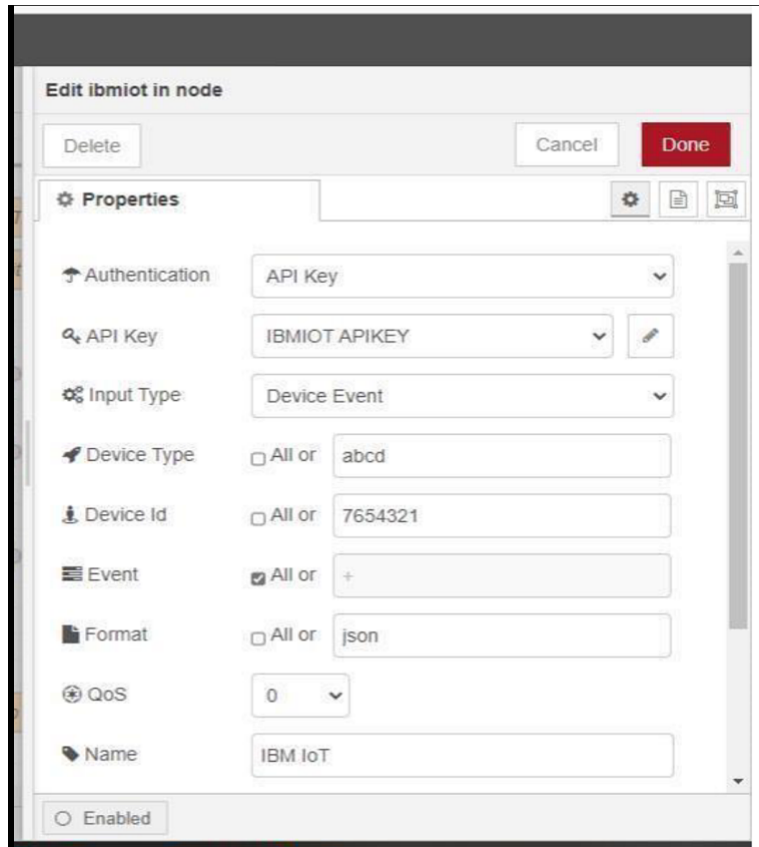 Edit ibmiot in node
Delete Cancel Done
Properties
Authentication API Key
API Key IBMIOT APIKEY
Input Type Device Event
Device Type All or abcd
Device Id All or 7654321
Event All or +
Format All or json
QoS 0
Name IBM IoT
Enabled